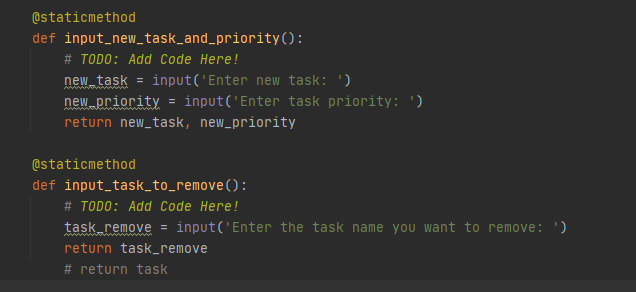 @staticmethod
def input_new_task_and_priority():
    # TODO: Add Code Here!
    new_task = input('Enter new task: ')
    new_priority = input('Enter task priority: ')
    return new_task, new_priority

@staticmethod
def input_task_to_remove():
    # TODO: Add Code Here!
    task_remove = input('Enter the task name you want to remove: ')
    return task_remove
    # return task